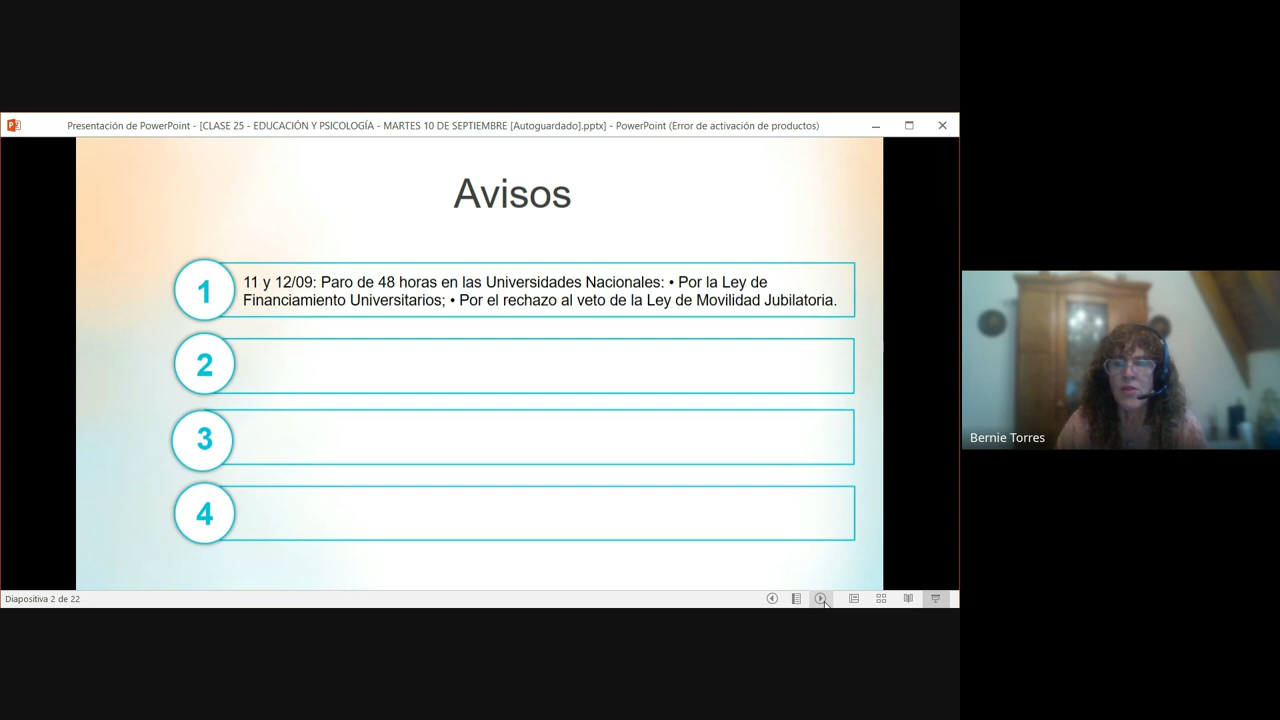 Presentación de PowerPoint - [CLASE 25 - EDUCACIÓN Y PSICOLOGÍA - MARTES 10 DE SEPTIEMBRE [Autoguardado].pptx] - PowerPoint (Error de activación de productos)
Avisos
1
11 y 12/09: Paro de 48 horas en las Universidades Nacionales: • Por la Ley de
Financiamiento Universitarios; • Por el rechazo al veto de la Ley de Movilidad Jubilatoria.
2
3
4
Bernie Torres
Diapositiva 2 de 22